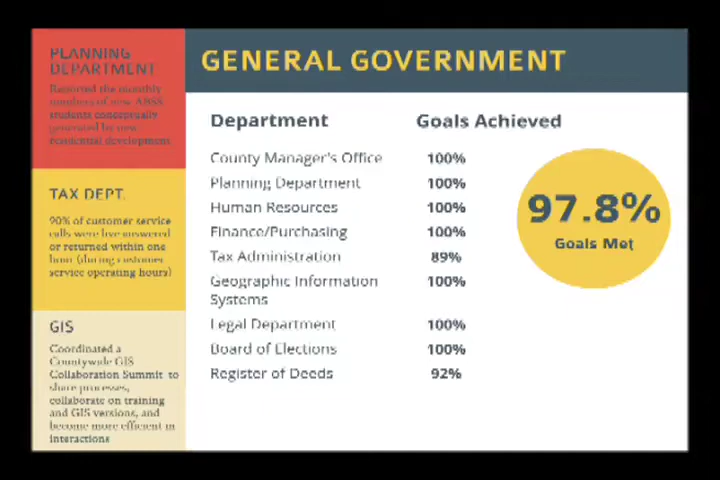 PLANNING
DEPARTMENT
Reported the monthly
numbers of new ABSS
students conceptually
generated by new
residential development
TAX DEPT.
90% of customer service
calls were live answered
or returned within one
hour (during customer
service operating hours)
GIS
Coordinated a
Countywide GIS
Collaboration Summit to
share processes,
collaborate on training
and GIS versions, and
become more efficient in
interactions
GENERAL GOVERNMENT
Department Goals Achieved
County Manager's Office 100%
Planning Department 100%
Human Resources 100%
Finance/Purchasing 100%
Tax Administration 89%
Geographic Information 100%
Systems
Legal Department 100%
Board of Elections 100%
Register of Deeds 92%
97.8%
Goals Met